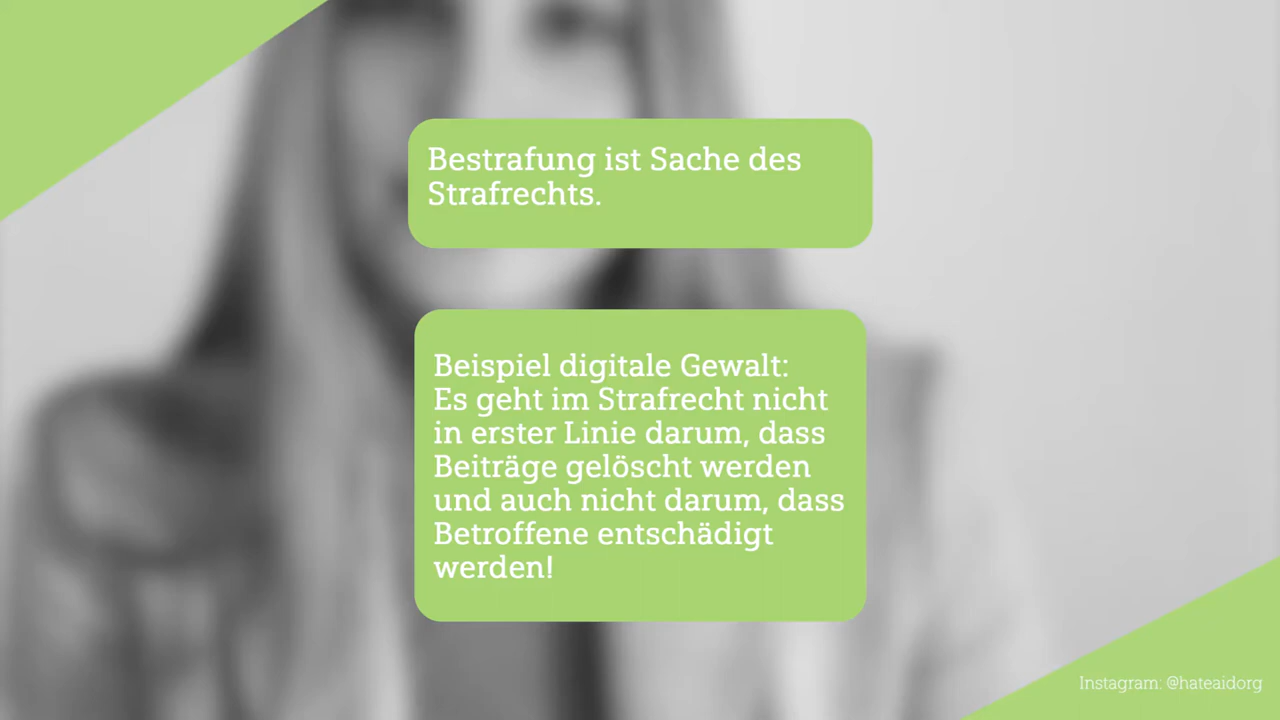 Bestrafung ist Sache des
Strafrechts.
Beispiel digitale Gewalt:
Es geht im Strafrecht nicht
in erster Linie darum, dass
Beiträge gelöscht werden
und auch nicht darum, dass
Betroffene entschädigt
werden!
Instagram: @hateaidorg